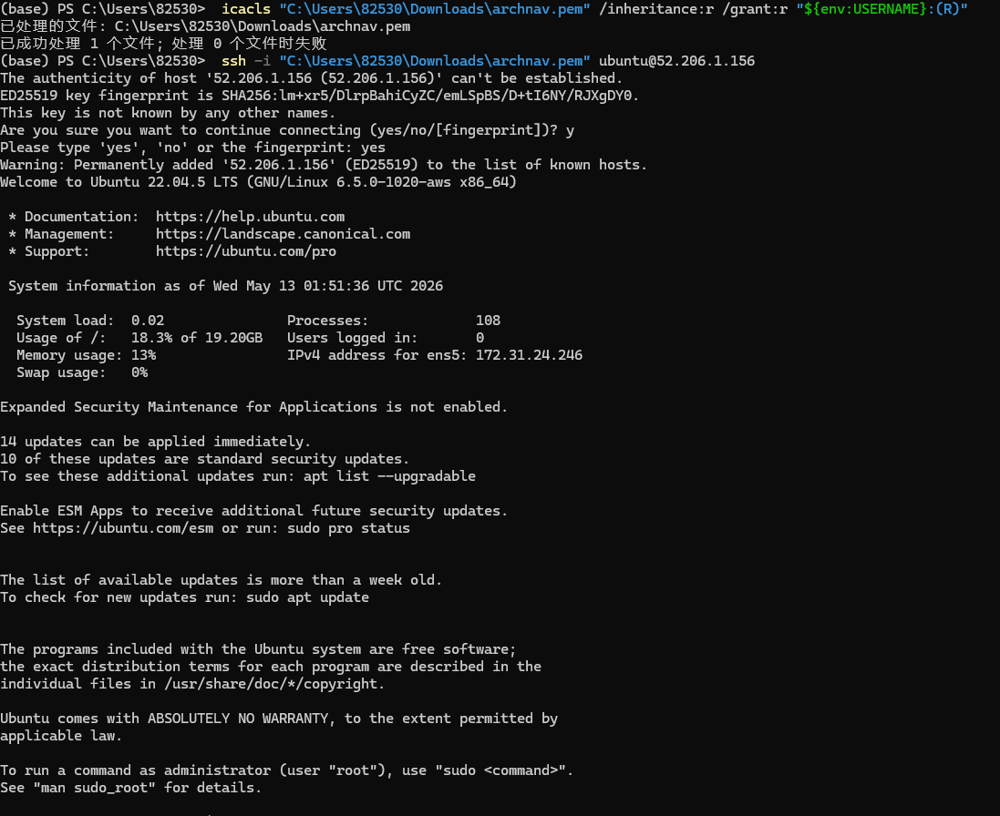 (base) PS C:\Users\82530>  icacls "C:\Users\82530\Downloads\archnav.pem" /inheritance:r /grant:r "${env:USERNAME}:(R)"
已处理的文件: C:\Users\82530\Downloads\archnav.pem
已成功处理 1 个文件; 处理 0 个文件时失败
(base) PS C:\Users\82530>  ssh -i "C:\Users\82530\Downloads\archnav.pem" ubuntu@52.206.1.156
The authenticity of host '52.206.1.156 (52.206.1.156)' can't be established.
ED25519 key fingerprint is SHA256:lm+xr5/DlrpBahiCyZC/emLSpBS/D+tI6NY/RJXgDY0.
This key is not known by any other names.
Are you sure you want to continue connecting (yes/no/[fingerprint])? y
Please type 'yes', 'no' or the fingerprint: yes
Warning: Permanently added '52.206.1.156' (ED25519) to the list of known hosts.
Welcome to Ubuntu 22.04.5 LTS (GNU/Linux 6.5.0-1020-aws x86_64)

 * Documentation:  https://help.ubuntu.com
 * Management:     https://landscape.canonical.com
 * Support:        https://ubuntu.com/pro

 System information as of Wed May 13 01:51:36 UTC 2026

  System load:  0.02               Processes:             108
  Usage of /:   18.3% of 19.20GB   Users logged in:       0
  Memory usage: 13%                IPv4 address for ens5: 172.31.24.246
  Swap usage:   0%

Expanded Security Maintenance for Applications is not enabled.

14 updates can be applied immediately.
10 of these updates are standard security updates.
To see these additional updates run: apt list --upgradable

Enable ESM Apps to receive additional future security updates.
See https://ubuntu.com/esm or run: sudo pro status


The list of available updates is more than a week old.
To check for new updates run: sudo apt update


The programs included with the Ubuntu system are free software;
the exact distribution terms for each program are described in the
individual files in /usr/share/doc/*/copyright.

Ubuntu comes with ABSOLUTELY NO WARRANTY, to the extent permitted by
applicable law.

To run a command as administrator (user "root"), use "sudo <command>".
See "man sudo_root" for details.